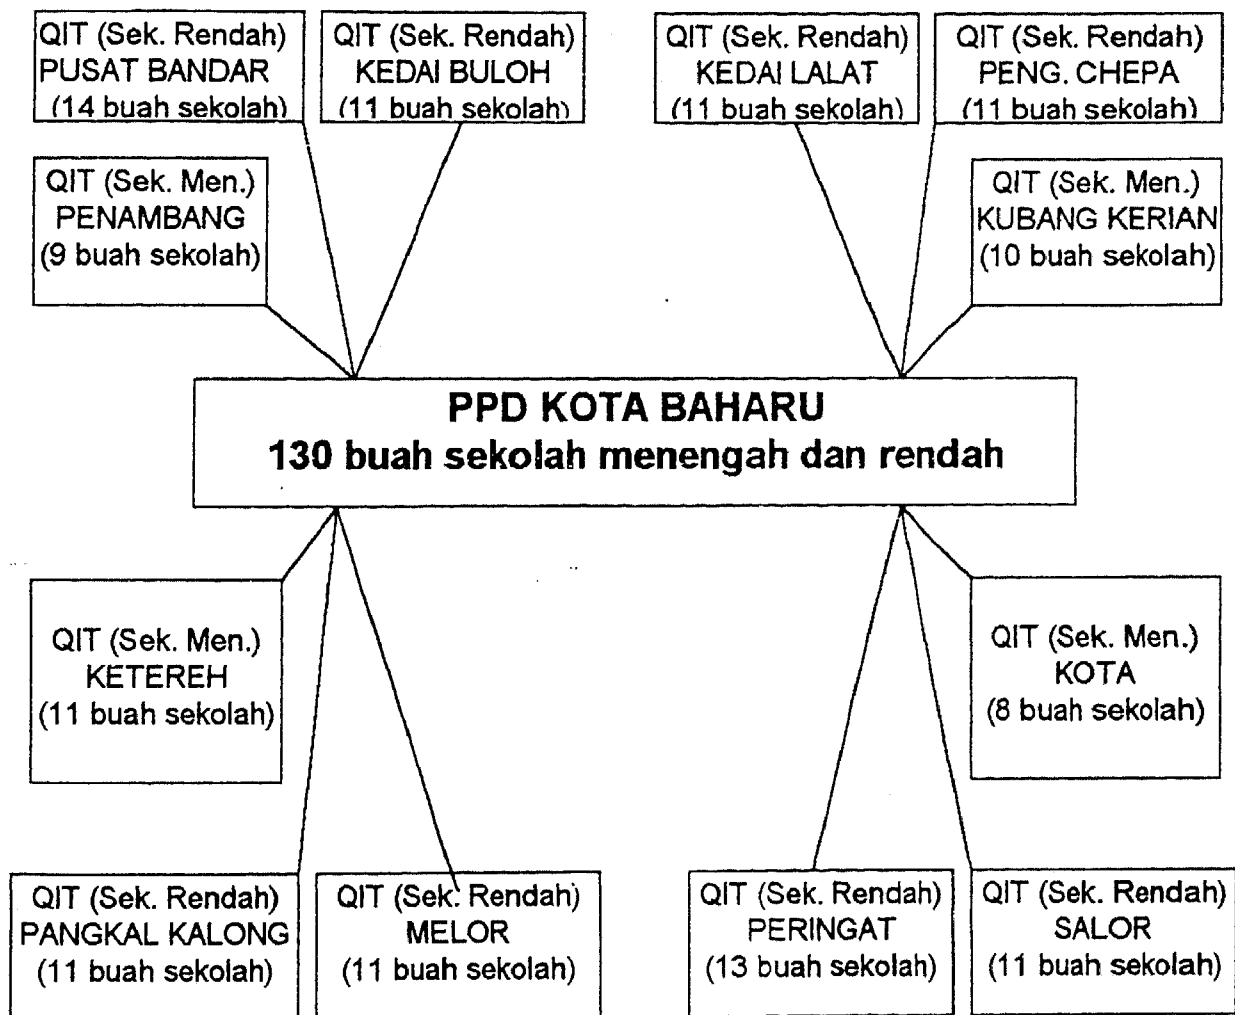 QIT (Sek. Rendah)
PUSAT BANDAR
(14 buah sekolah)
QIT (Sek. Rendah)
KEDAI BULOH
(11 buah sekolah)
QIT (Sek. Rendah)
KEDAI LALAT
(11 buah sekolah)
QIT (Sek. Rendah)
PENG. CHEPA
(11 buah sekolah)
QIT (Sek. Men.)
PENAMBANG
(9 buah sekolah)
QIT (Sek. Men.)
KUBANG KERIAN
(10 buah sekolah)
PPD KOTA BAHARU
130 buah sekolah menengah dan rendah
QIT (Sek. Men.)
KETEREH
(11 buah sekolah)
QIT (Sek. Men.)
KOTA
(8 buah sekolah)
QIT (Sek. Rendah)
PANGKAL KALONG
(11 buah sekolah)
QIT (Sek. Rendah)
MELOR
(11 buah sekolah)
QIT (Sek. Rendah)
PERINGAT
(13 buah sekolah)
QIT (Sek. Rendah)
SALOR
(11 buah sekolah)